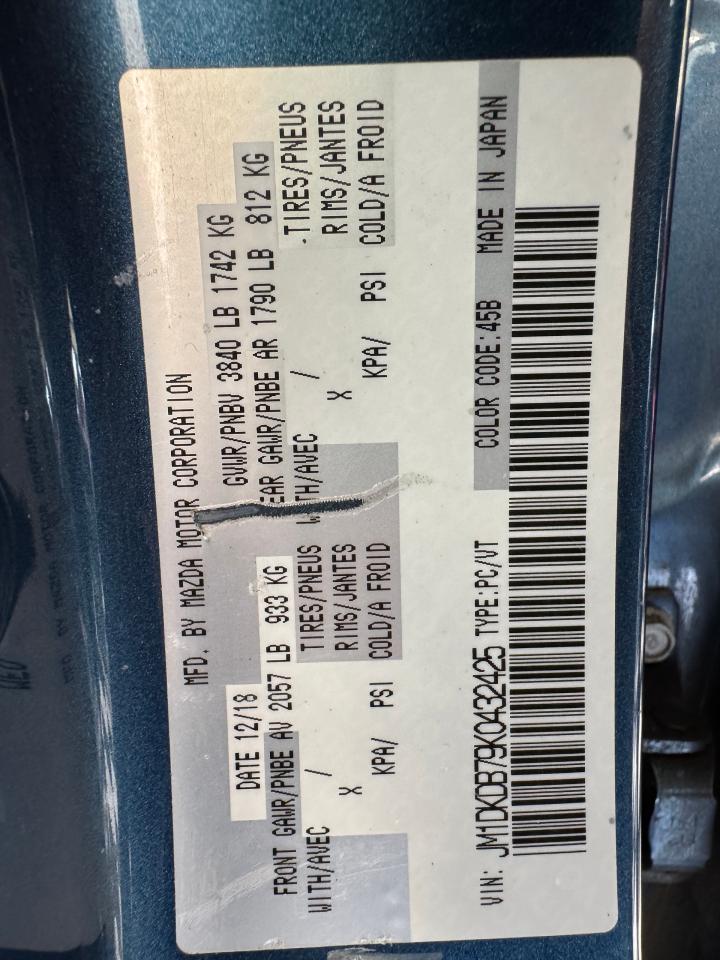 MFD. BY MAZDA MOTOR CORPORATION
DATE 12/18 GVWR/PNBV 3840 LB 1742 KG
FRONT GAWR/PNBE AV 2057 LB 933 KG EAR GAWR/PNBE AR 1790 LB 812 KG
WITH/AVEC / TIRES/PNEUS WITH/AVEC / TIRES/PNEUS
X RIMS/JANTES X RIMS/JANTES
KPA/ PSI COLD/A FROID KPA/ PSI COLD/A FROID
VIN: JM1DKDB79K0432425 TYPE:PC/VT COLOR CODE:45B MADE IN JAPAN